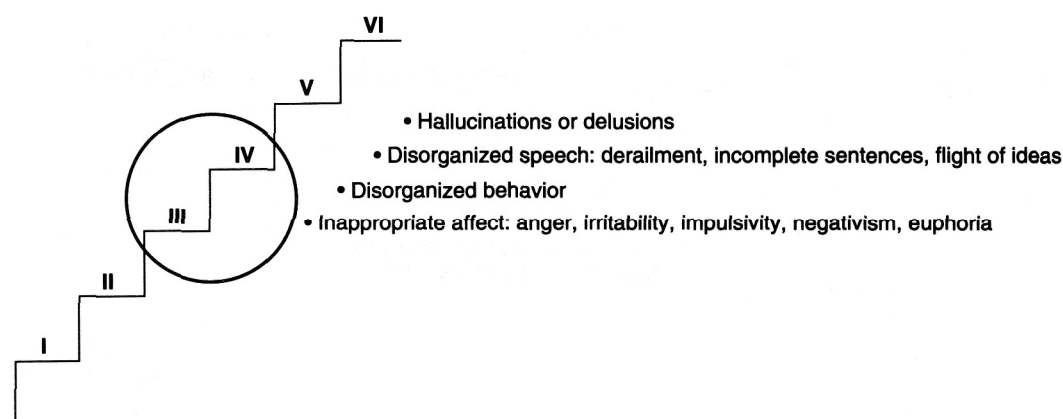 VI
V
• Hallucinations or delusions
IV
• Disorganized speech: derailment, incomplete sentences, flight of ideas
• Disorganized behavior
III
• Inappropriate affect: anger, irritability, impulsivity, negativism, euphoria
II
I